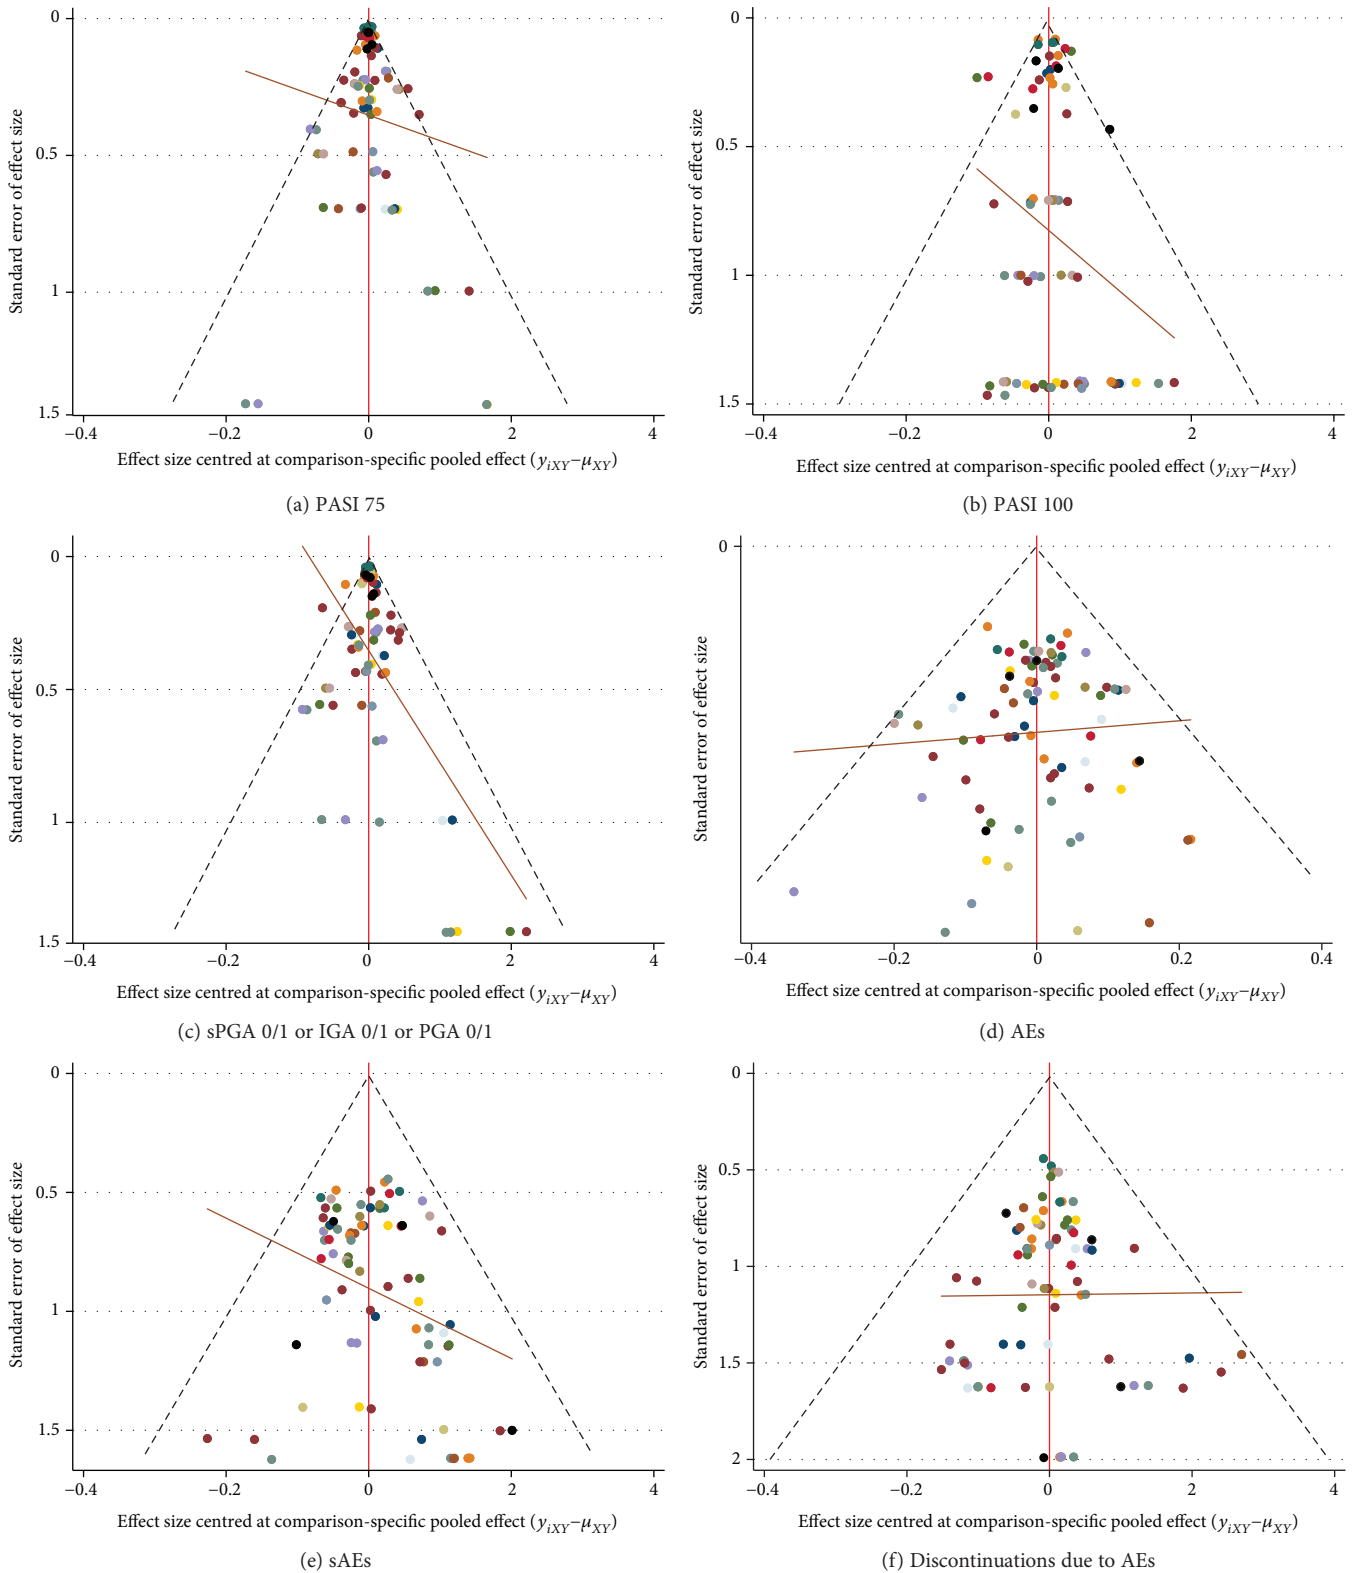 0
0.5
1
1.5
Standard error of effect size
−0.4
−0.2
0
2
4
Effect size centred at comparison-specific pooled effect (y_iXY−μ_XY)
(a) PASI 75
0
0.5
1
1.5
Standard error of effect size
−0.4
−0.2
0
2
4
Effect size centred at comparison-specific pooled effect (y_iXY−μ_XY)
(b) PASI 100
0
0.5
1
1.5
Standard error of effect size
−0.4
−0.2
0
2
4
Effect size centred at comparison-specific pooled effect (y_iXY−μ_XY)
(c) sPGA 0/1 or IGA 0/1 or PGA 0/1
0
Standard error of effect size
−0.4
−0.2
0
0.2
0.4
Effect size centred at comparison-specific pooled effect (y_iXY−μ_XY)
(d) AEs
0
0.5
1
1.5
Standard error of effect size
−0.4
−0.2
0
2
4
Effect size centred at comparison-specific pooled effect (y_iXY−μ_XY)
(e) sAEs
0
0.5
1
1.5
2
Standard error of effect size
−0.4
−0.2
0
2
4
Effect size centred at comparison-specific pooled effect (y_iXY−μ_XY)
(f) Discontinuations due to AEs